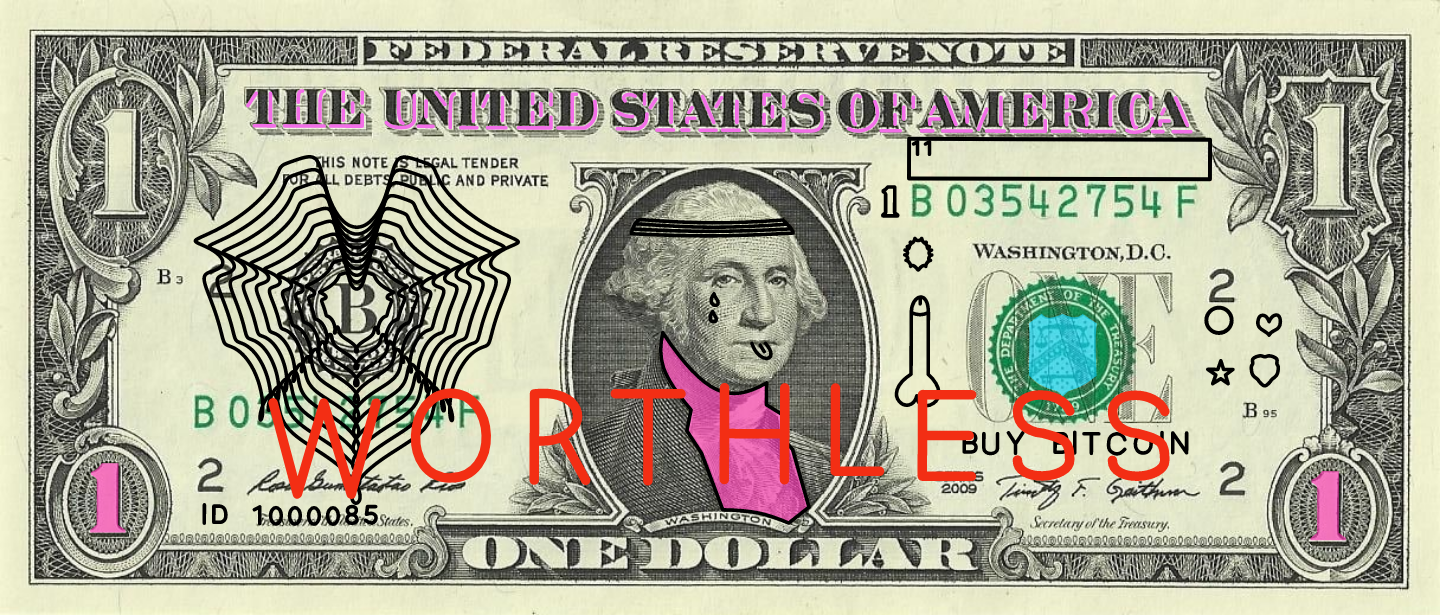 FEDERAL RESERVE NOTE
THE UNITED STATES OF AMERICA
THIS NOTE IS LEGAL TENDER
FOR ALL DEBTS, PUBLIC AND PRIVATE
1
1
11
1
B 03542754 F
WASHINGTON, D.C.
B 3
2
B
ONE
THE DEPARTMENT OF THE TREASURY
1789
2
B 95
B 03542754 F
WORTHLESS
BUY BITCOIN
2
2009
2
ID 1000085
Secretary of the Treasury.
WASHINGTON
1
1
ONE DOLLAR